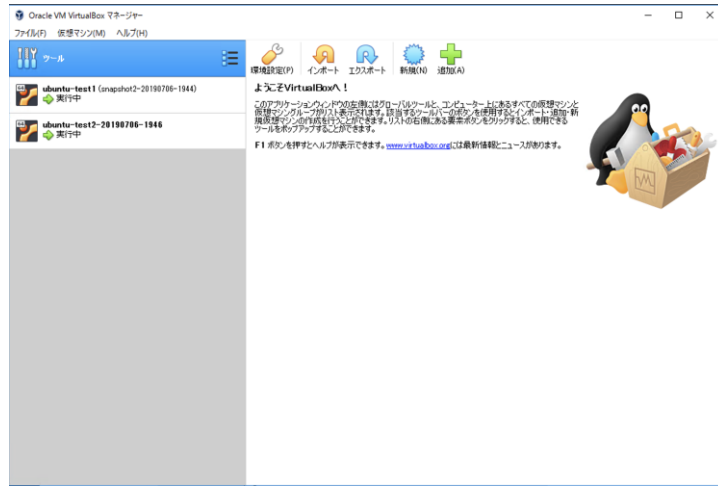 Oracle VM VirtualBox マネージャー
ファイル(F) 仮想マシン(M) ヘルプ(H)
ツール
環境設定(P) インポート エクスポート 新規(N) 追加(A)
ubuntu-test1 (snapshot2-20190706-1944)
実行中
ubuntu-test2-20190706-1946
実行中
ようこそVirtualBoxへ!
このアプリケーションウィンドウの左側にはグローバルツールと、コンピューター上にあるすべての仮想マシンと
仮想マシングループがリスト表示されます。該当するツールバーのボタンを使用するとインポート・追加・新
規仮想マシンの作成を行うことができます。リストの右側にある要素ボタンをクリックすると、使用できる
ツールをポップアップすることができます。
F1 ボタンを押すとヘルプが表示できます。www.virtualbox.orgには最新情報とニュースがあります。